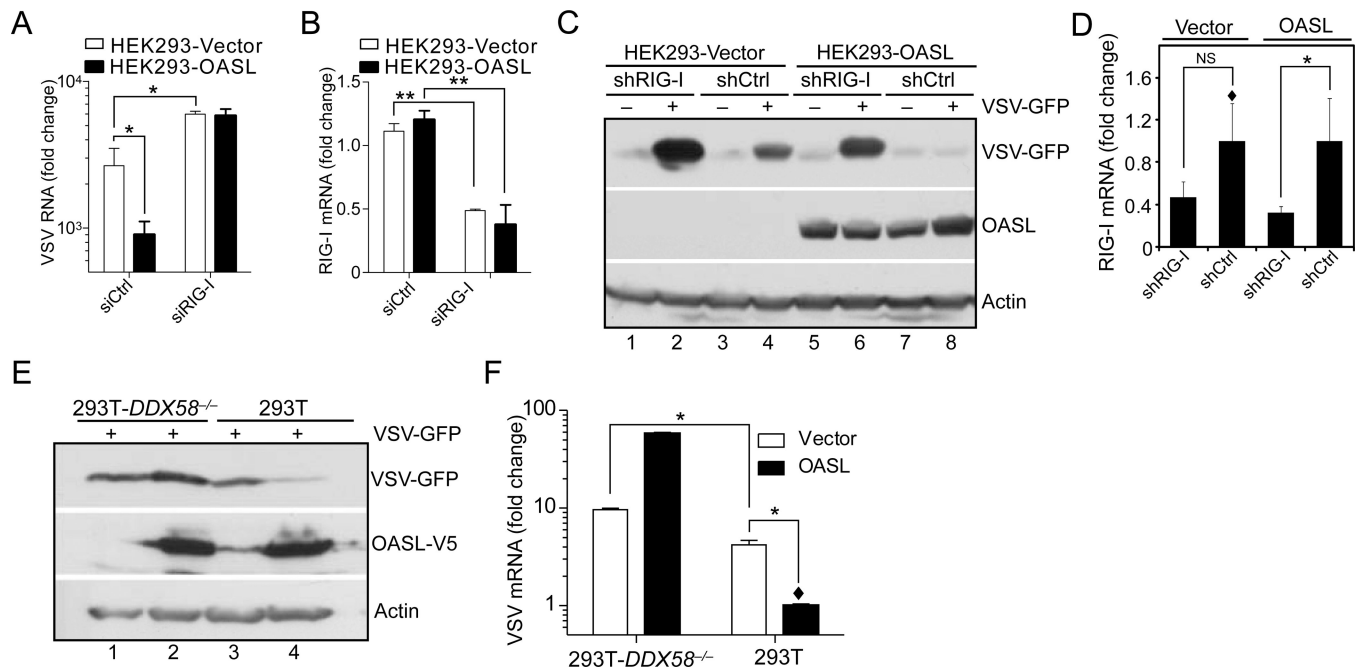 A
HEK293-Vector
HEK293-OASL
VSV RNA (fold change)
10⁴
10³
*
*
siCtrl
siRIG-I
B
HEK293-Vector
HEK293-OASL
RIG-I mRNA (fold change)
1.5
1.0
0.5
0
**
**
siCtrl
siRIG-I
C
HEK293-Vector HEK293-OASL
shRIG-I shCtrl shRIG-I shCtrl
– + – + – + – + VSV-GFP
VSV-GFP
OASL
Actin
1 2 3 4 5 6 7 8
D
Vector OASL
RIG-I mRNA (fold change)
1.6
1.2
0.8
0.4
0
NS
*
♦
shRIG-I
shCtrl
shRIG-I
shCtrl
E
293T-DDX58⁻/⁻ 293T
+ + + + VSV-GFP
VSV-GFP
OASL-V5
Actin
1 2 3 4
F
VSV mRNA (fold change)
100
10
1
*
*
♦
Vector
OASL
293T-DDX58⁻/⁻
293T